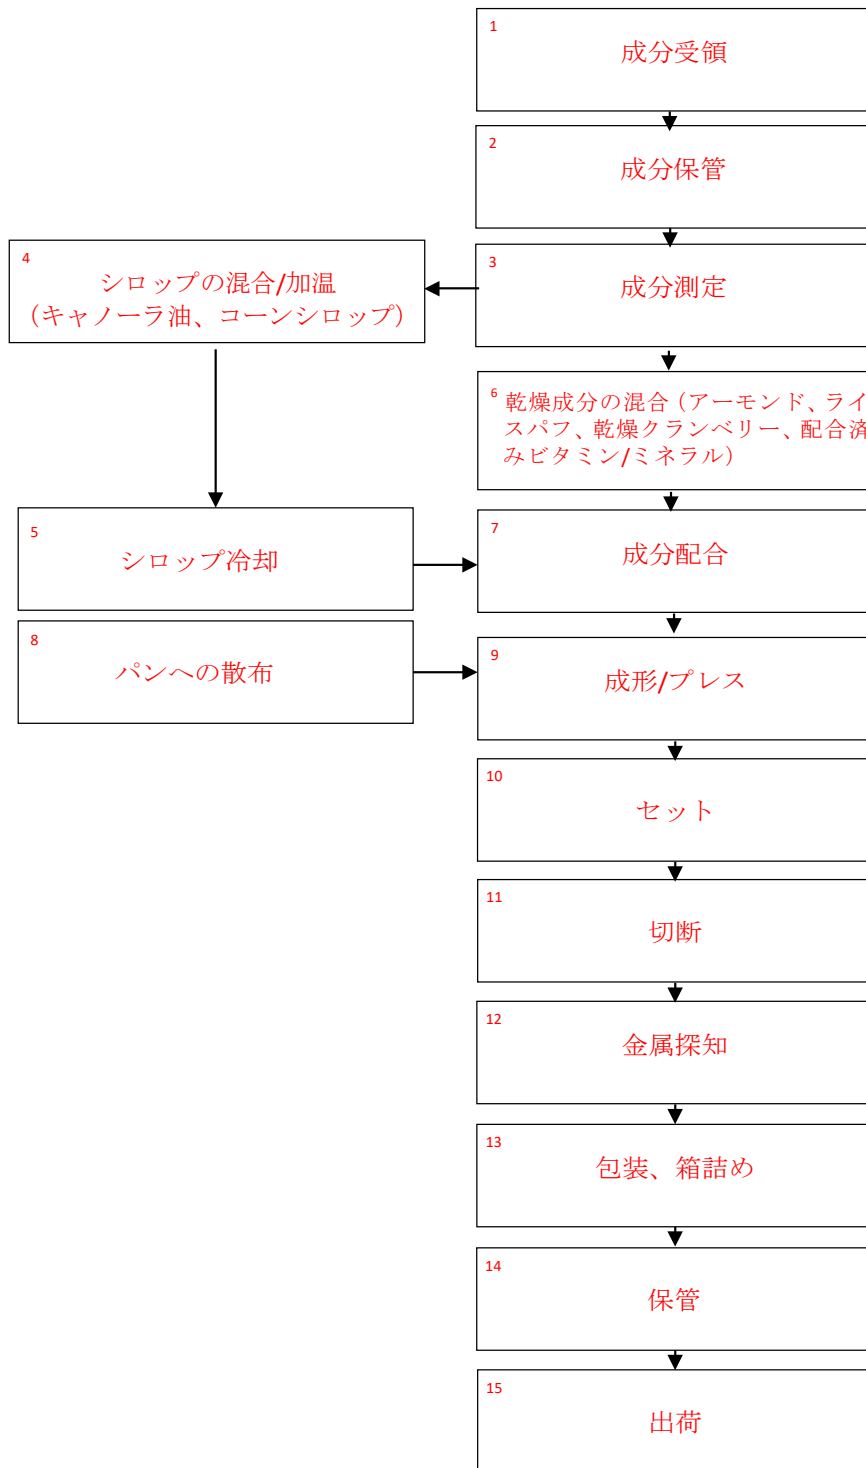 1
成分受領
2
成分保管
3
成分測定
4
シロップの混合/加温
（キャノーラ油、コーンシロップ）
6
乾燥成分の混合（アーモンド、ライ
スパフ、乾燥クランベリー、配合済
みビタミン/ミネラル）
5
シロップ冷却
7
成分配合
8
パンへの散布
9
成形/プレス
10
セット
11
切断
12
金属探知
13
包装、箱詰め
14
保管
15
出荷